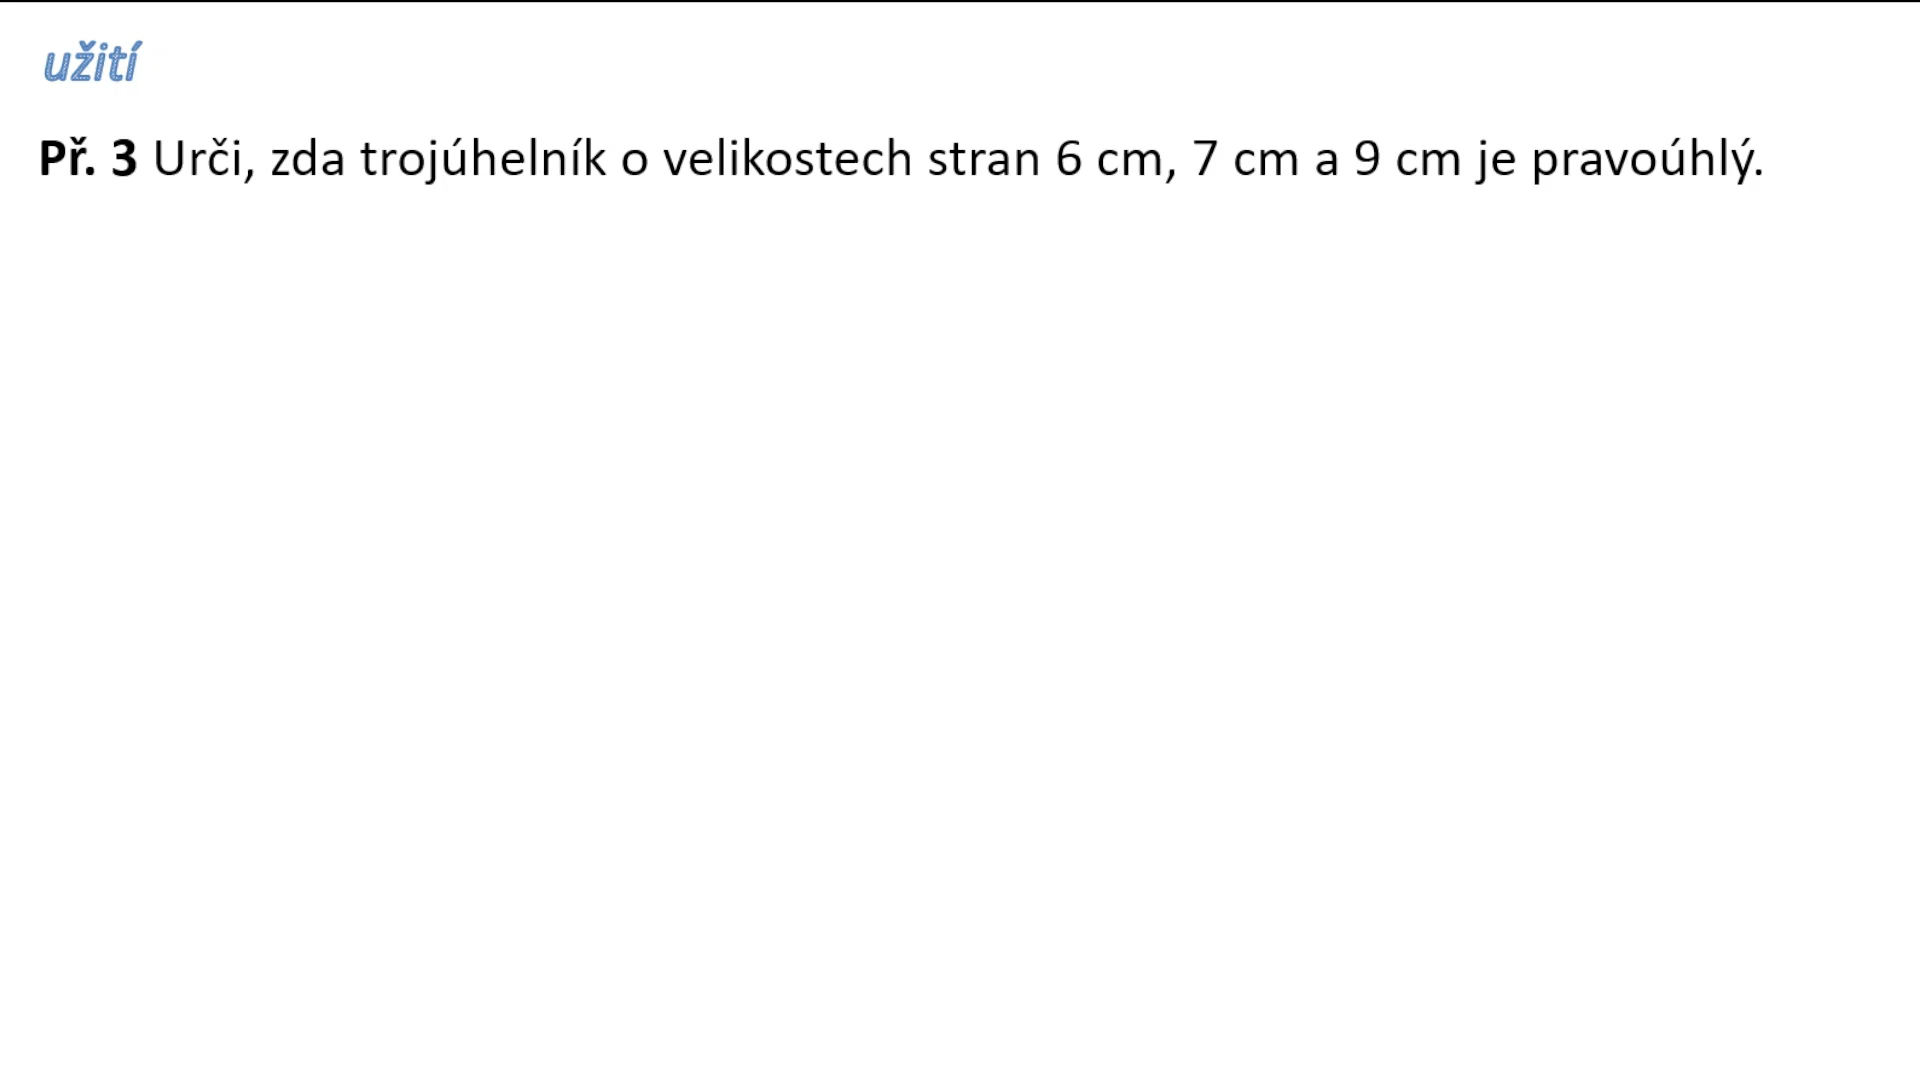 užití
Př. 3 Urči, zda trojúhelník o velikostech stran 6 cm, 7 cm a 9 cm je pravoúhlý.